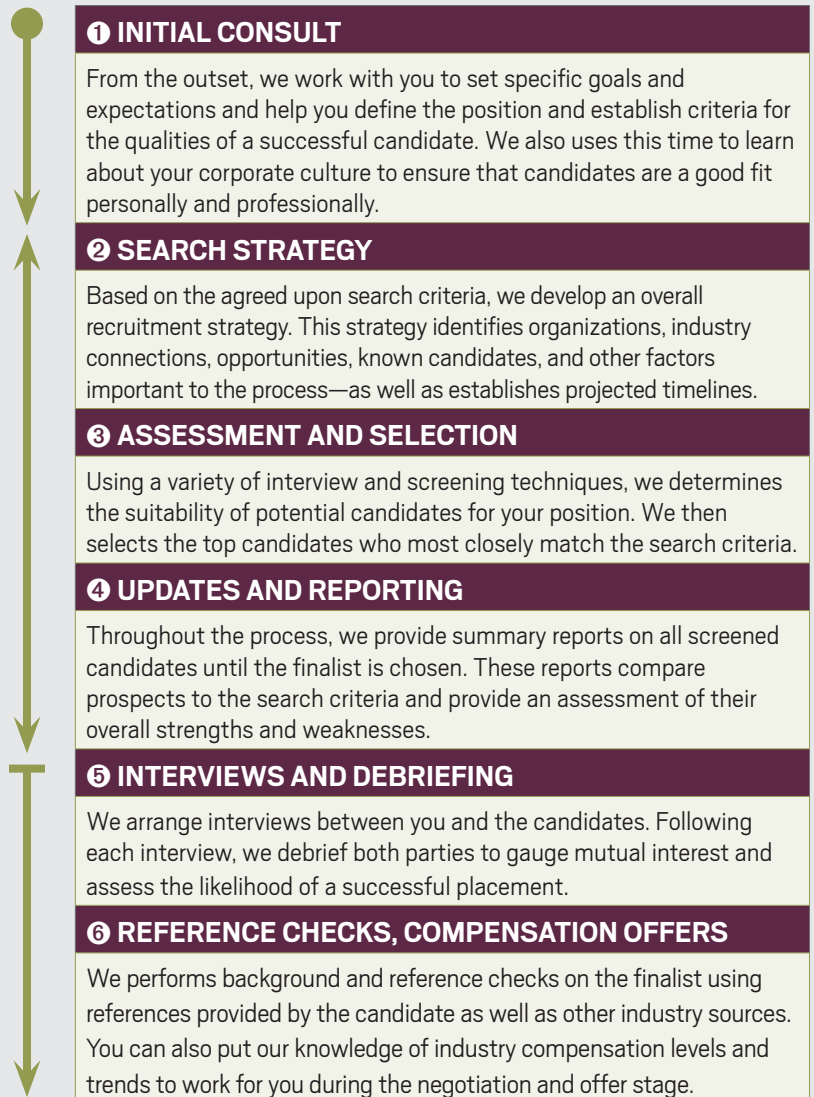 ❶ INITIAL CONSULT
From the outset, we work with you to set specific goals and
expectations and help you define the position and establish criteria for
the qualities of a successful candidate. We also uses this time to learn
about your corporate culture to ensure that candidates are a good fit
personally and professionally.
❷ SEARCH STRATEGY
Based on the agreed upon search criteria, we develop an overall
recruitment strategy. This strategy identifies organizations, industry
connections, opportunities, known candidates, and other factors
important to the process—as well as establishes projected timelines.
❸ ASSESSMENT AND SELECTION
Using a variety of interview and screening techniques, we determines
the suitability of potential candidates for your position. We then
selects the top candidates who most closely match the search criteria.
❹ UPDATES AND REPORTING
Throughout the process, we provide summary reports on all screened
candidates until the finalist is chosen. These reports compare
prospects to the search criteria and provide an assessment of their
overall strengths and weaknesses.
❺ INTERVIEWS AND DEBRIEFING
We arrange interviews between you and the candidates. Following
each interview, we debrief both parties to gauge mutual interest and
assess the likelihood of a successful placement.
❻ REFERENCE CHECKS, COMPENSATION OFFERS
We performs background and reference checks on the finalist using
references provided by the candidate as well as other industry sources.
You can also put our knowledge of industry compensation levels and
trends to work for you during the negotiation and offer stage.